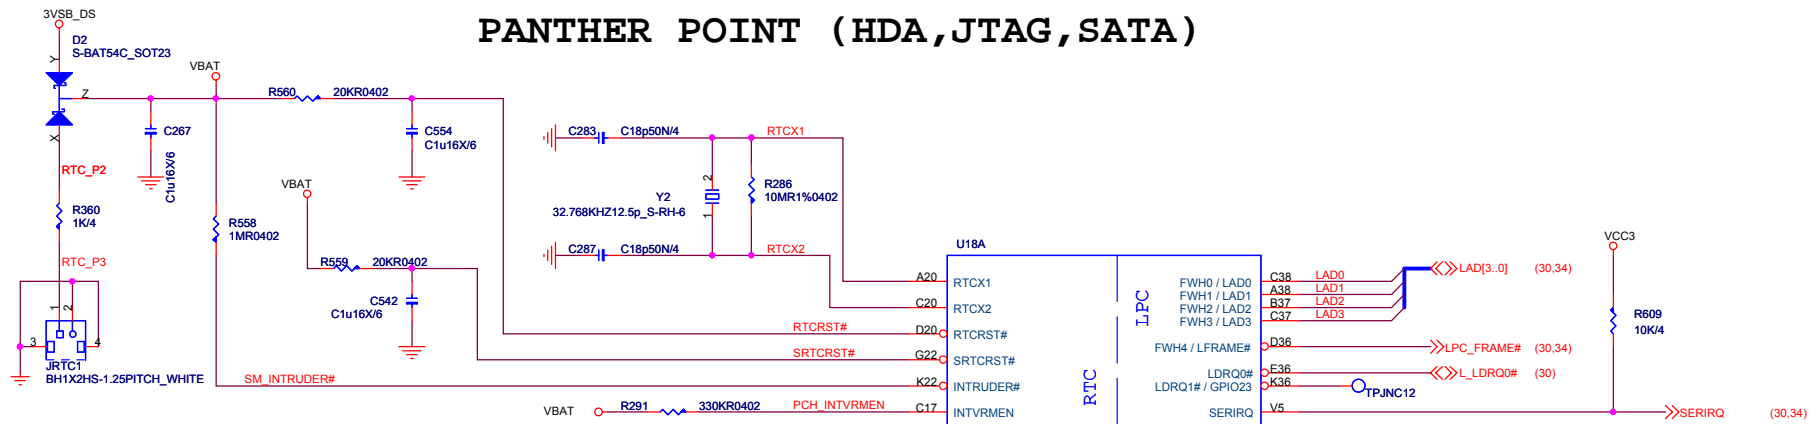 PANTHER POINT (HDA,JTAG,SATA)
3VSB_DS
D2
S-BAT54C_SOT23
Y
Z
X
VBAT
R560
20KR0402
C267
C1u16X/6
C554
C1u16X/6
RTC_P2
R360
1K/4
RTC_P3
R558
1MR0402
VBAT
R559
20KR0402
C542
C1u16X/6
1
2
3
4
JRTC1
BH1X2HS-1.25PITCH_WHITE
SM_INTRUDER#
C283
C18p50N/4
RTCX1
2
Y2
32.768KHZ12.5p_S-RH-6
1
R286
10MR1%0402
C287
C18p50N/4
RTCX2
RTCRST#
SRTCRST#
VBAT
R291
330KR0402
PCH_INTVRMEN
U18A
A20
RTCX1
C20
RTCX2
D20
RTCRST#
G22
SRTCRST#
K22
INTRUDER#
C17
INTVRMEN
RTC
LPC
FWH0 / LAD0
C38
LAD0
FWH1 / LAD1
A38
LAD1
FWH2 / LAD2
B37
LAD2
FWH3 / LAD3
C37
LAD3
LAD[3..0]
(30,34)
FWH4 / LFRAME#
D36
LPC_FRAME#
(30,34)
LDRQ0#
E36
L_LDRQ0#
(30)
LDRQ1# / GPIO23
K36
TPJNC12
SERIRQ
V5
SERIRQ
(30,34)
VCC3
R609
10K/4